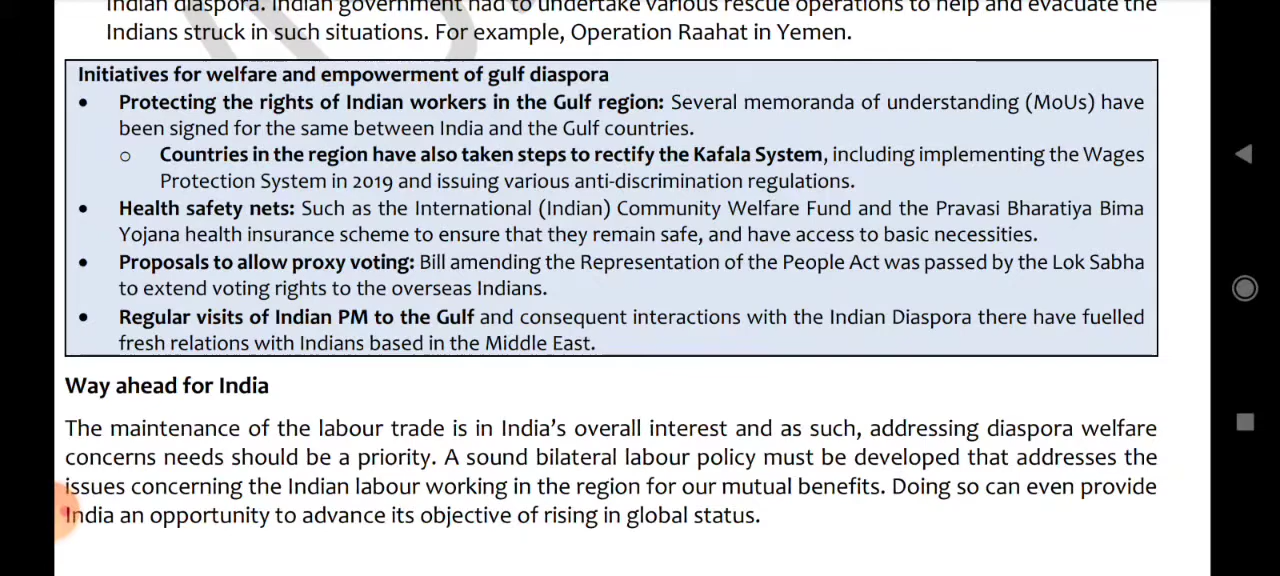 Indian diaspora. Indian government had to undertake various rescue operations to help and evacuate the
Indians struck in such situations. For example, Operation Raahat in Yemen.
Initiatives for welfare and empowerment of gulf diaspora
• Protecting the rights of Indian workers in the Gulf region: Several memoranda of understanding (MoUs) have
been signed for the same between India and the Gulf countries.
o Countries in the region have also taken steps to rectify the Kafala System, including implementing the Wages
Protection System in 2019 and issuing various anti-discrimination regulations.
• Health safety nets: Such as the International (Indian) Community Welfare Fund and the Pravasi Bharatiya Bima
Yojana health insurance scheme to ensure that they remain safe, and have access to basic necessities.
• Proposals to allow proxy voting: Bill amending the Representation of the People Act was passed by the Lok Sabha
to extend voting rights to the overseas Indians.
• Regular visits of Indian PM to the Gulf and consequent interactions with the Indian Diaspora there have fuelled
fresh relations with Indians based in the Middle East.
Way ahead for India
The maintenance of the labour trade is in India's overall interest and as such, addressing diaspora welfare
concerns needs should be a priority. A sound bilateral labour policy must be developed that addresses the
issues concerning the Indian labour working in the region for our mutual benefits. Doing so can even provide
India an opportunity to advance its objective of rising in global status.